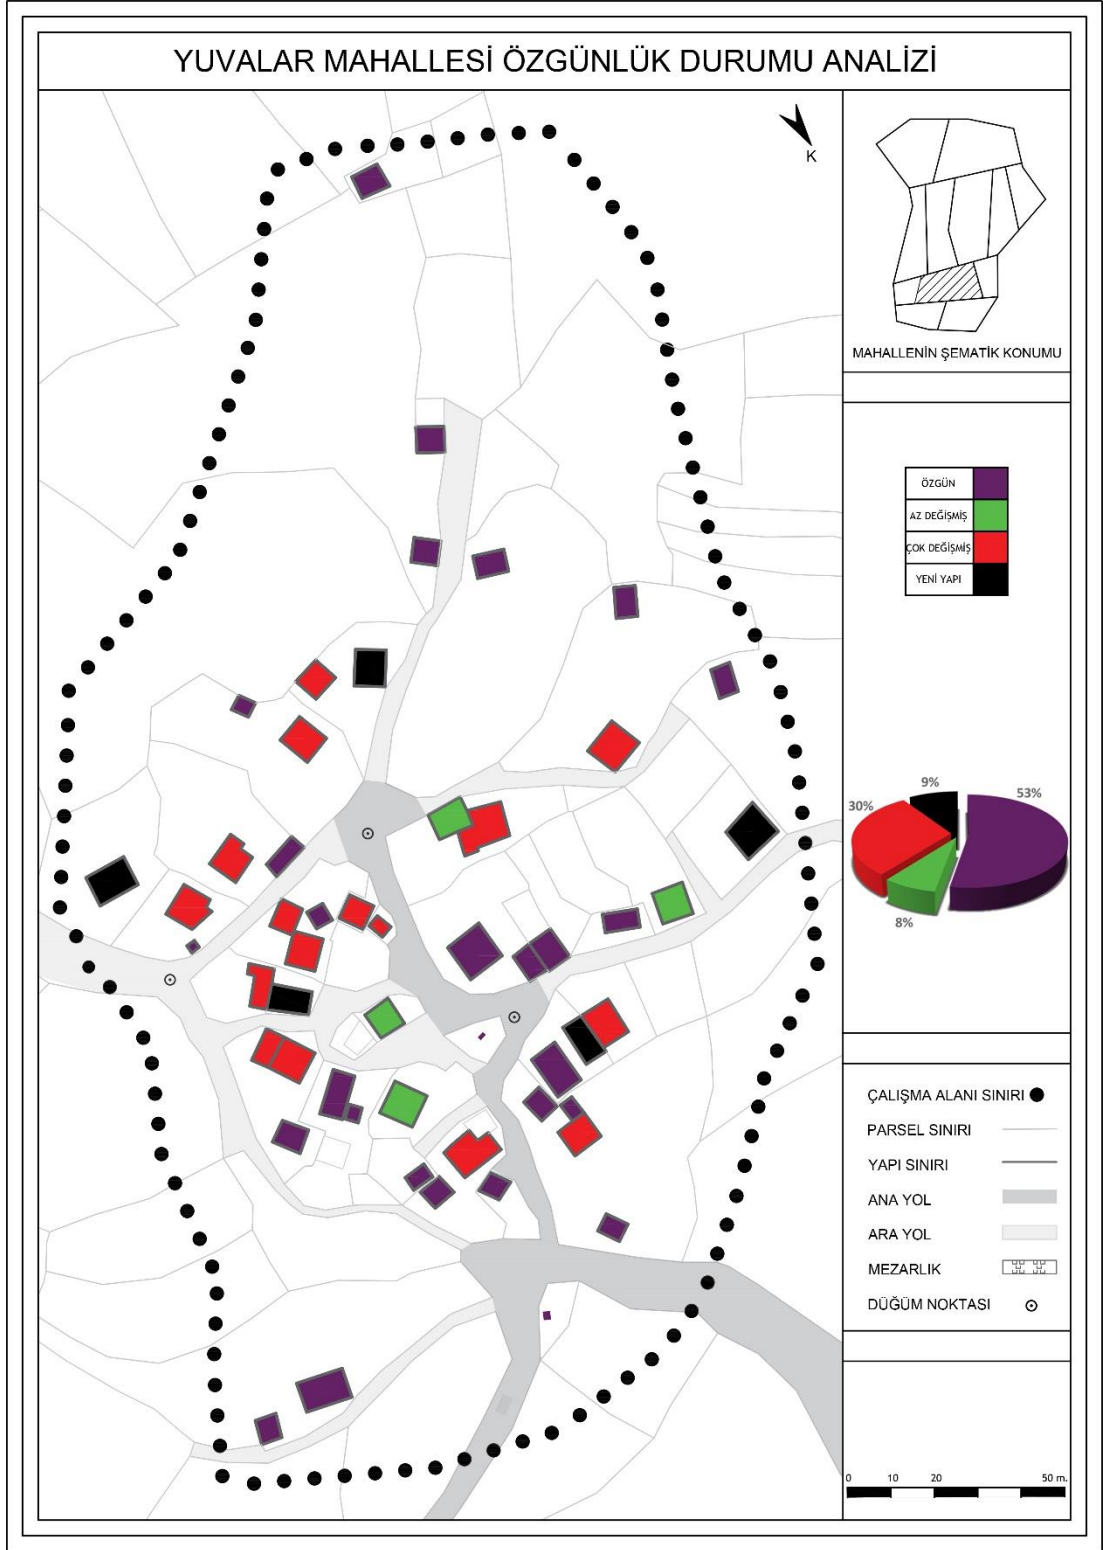 YUVALAR MAHALLESİ ÖZGÜNLÜK DURUMU ANALİZİ
K
MAHALLENİN ŞEMATİK KONUMU
ÖZGÜN
AZ DEĞİŞMİŞ
ÇOK DEĞİŞMİŞ
YENİ YAPI
9%
53%
30%
8%
ÇALIŞMA ALANI SINIRI
PARSEL SINIRI
YAPI SINIRI
ANA YOL
ARA YOL
MEZARLIK
DÜĞÜM NOKTASI
0 10 20 50 m.